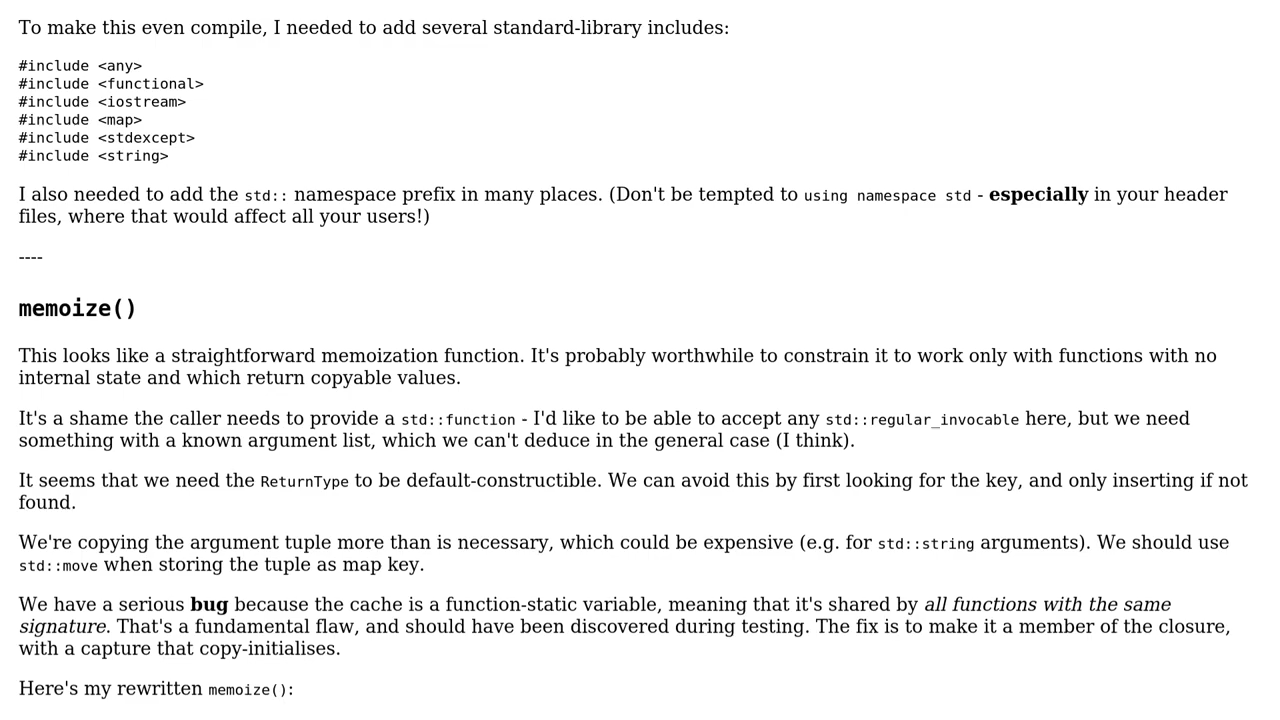 To make this even compile, I needed to add several standard-library includes:
#include <any>
#include <functional>
#include <iostream>
#include <map>
#include <stdexcept>
#include <string>
I also needed to add the std:: namespace prefix in many places. (Don't be tempted to using namespace std - especially in your header
files, where that would affect all your users!)
----
memoize()
This looks like a straightforward memoization function. It's probably worthwhile to constrain it to work only with functions with no
internal state and which return copyable values.
It's a shame the caller needs to provide a std::function - I'd like to be able to accept any std::regular_invocable here, but we need
something with a known argument list, which we can't deduce in the general case (I think).
It seems that we need the ReturnType to be default-constructible. We can avoid this by first looking for the key, and only inserting if not
found.
We're copying the argument tuple more than is necessary, which could be expensive (e.g. for std::string arguments). We should use
std::move when storing the tuple as map key.
We have a serious bug because the cache is a function-static variable, meaning that it's shared by all functions with the same
signature. That's a fundamental flaw, and should have been discovered during testing. The fix is to make it a member of the closure,
with a capture that copy-initialises.
Here's my rewritten memoize():